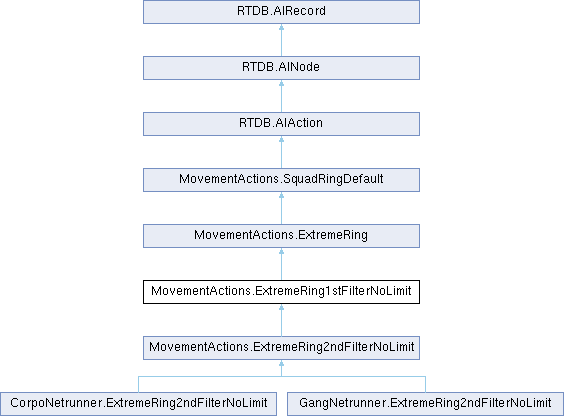 RTDB.AIRecord
RTDB.AINode
RTDB.AIAction
MovementActions.SquadRingDefault
MovementActions.ExtremeRing
MovementActions.ExtremeRing1stFilterNoLimit
MovementActions.ExtremeRing2ndFilterNoLimit
CorpoNetrunner.ExtremeRing2ndFilterNoLimit
GangNetrunner.ExtremeRing2ndFilterNoLimit